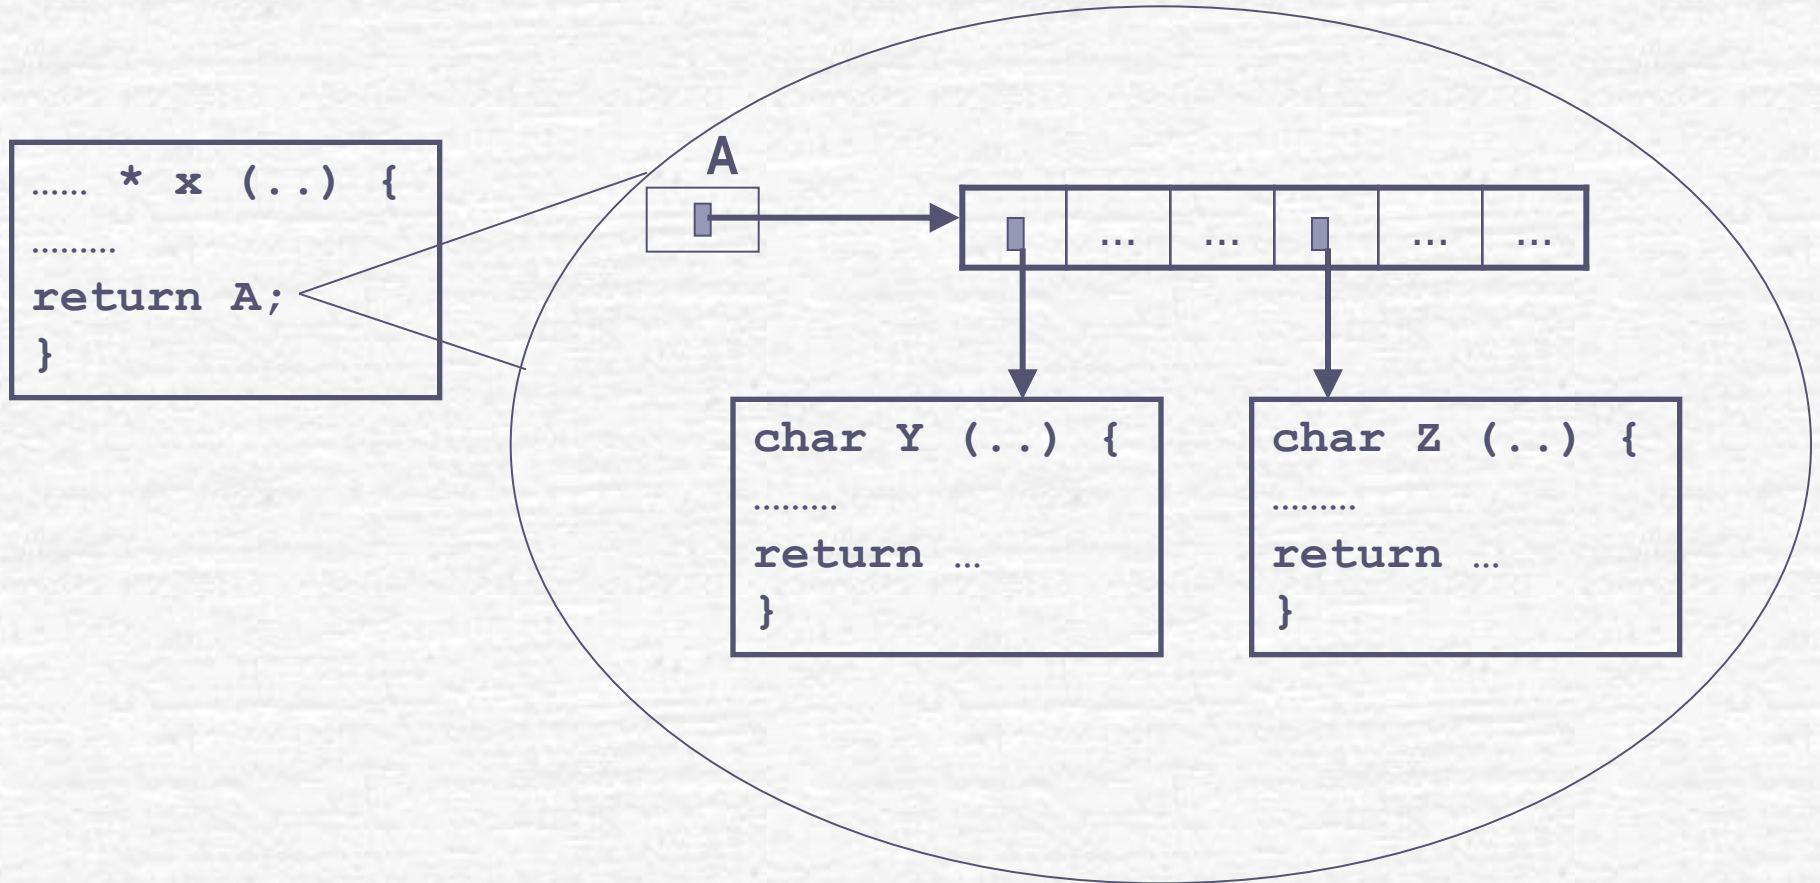 ...... * x (..) {
.........
return A;
}
A
... ... ... ...
char Y (..) {
.........
return ...
}
char Z (..) {
.........
return ...
}